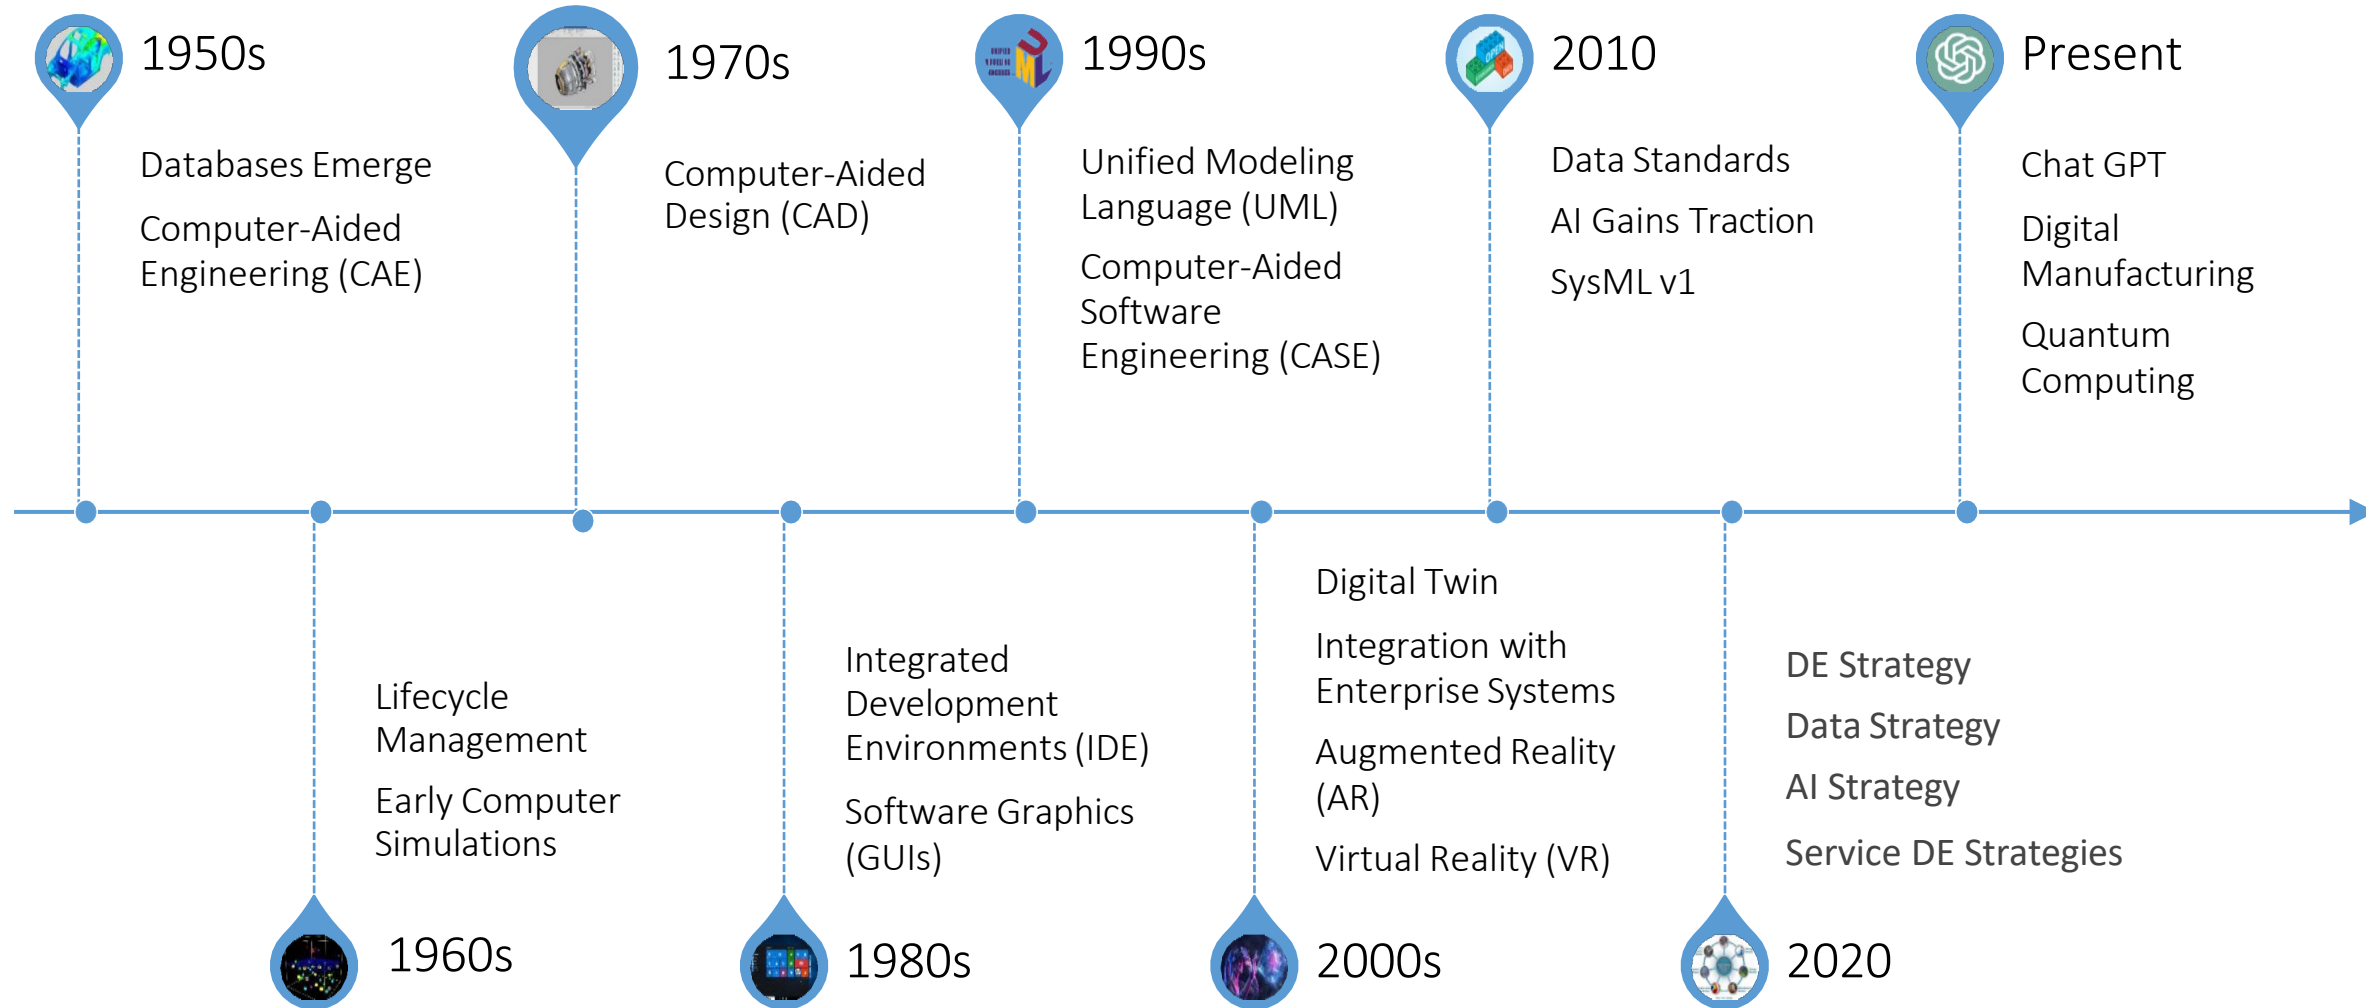 1950s
Databases Emerge
Computer-Aided
Engineering (CAE)
1960s
Lifecycle
Management
Early Computer
Simulations
1970s
Computer-Aided
Design (CAD)
1980s
Integrated
Development
Environments (IDE)
Software Graphics
(GUIs)
1990s
Unified Modeling
Language (UML)
Computer-Aided
Software
Engineering (CASE)
2000s
Digital Twin
Integration with
Enterprise Systems
Augmented Reality
(AR)
Virtual Reality (VR)
2010
Data Standards
AI Gains Traction
SysML v1
2020
DE Strategy
Data Strategy
AI Strategy
Service DE Strategies
Present
Chat GPT
Digital
Manufacturing
Quantum
Computing
UML
OPEN